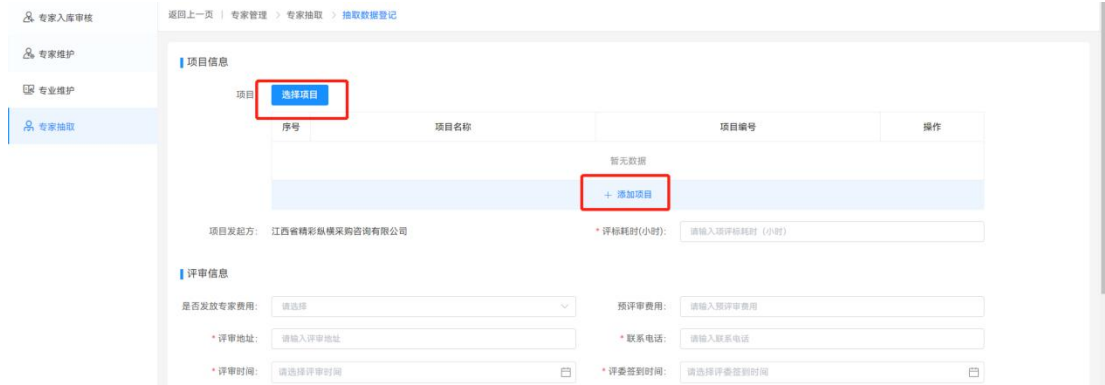 专家入库审核
返回上一页 | 专家管理 > 专家抽取 > 抽取数据登记
专家维护
项目信息
专业维护
项目
选择项目
专家抽取
序号 项目名称 项目编号 操作
暂无数据
+ 添加项目
项目发起方: 江西省精彩纵横采购咨询有限公司 * 评标耗时(小时): 请输入项评标耗时(小时)
评审信息
是否发放专家费用: 请选择 预评审费用: 请输入预评审费用
* 评审地址: 请输入评审地址 * 联系电话: 请输入联系电话
* 评审时间: 请选择评审时间 * 评委签到时间: 请选择评委签到时间